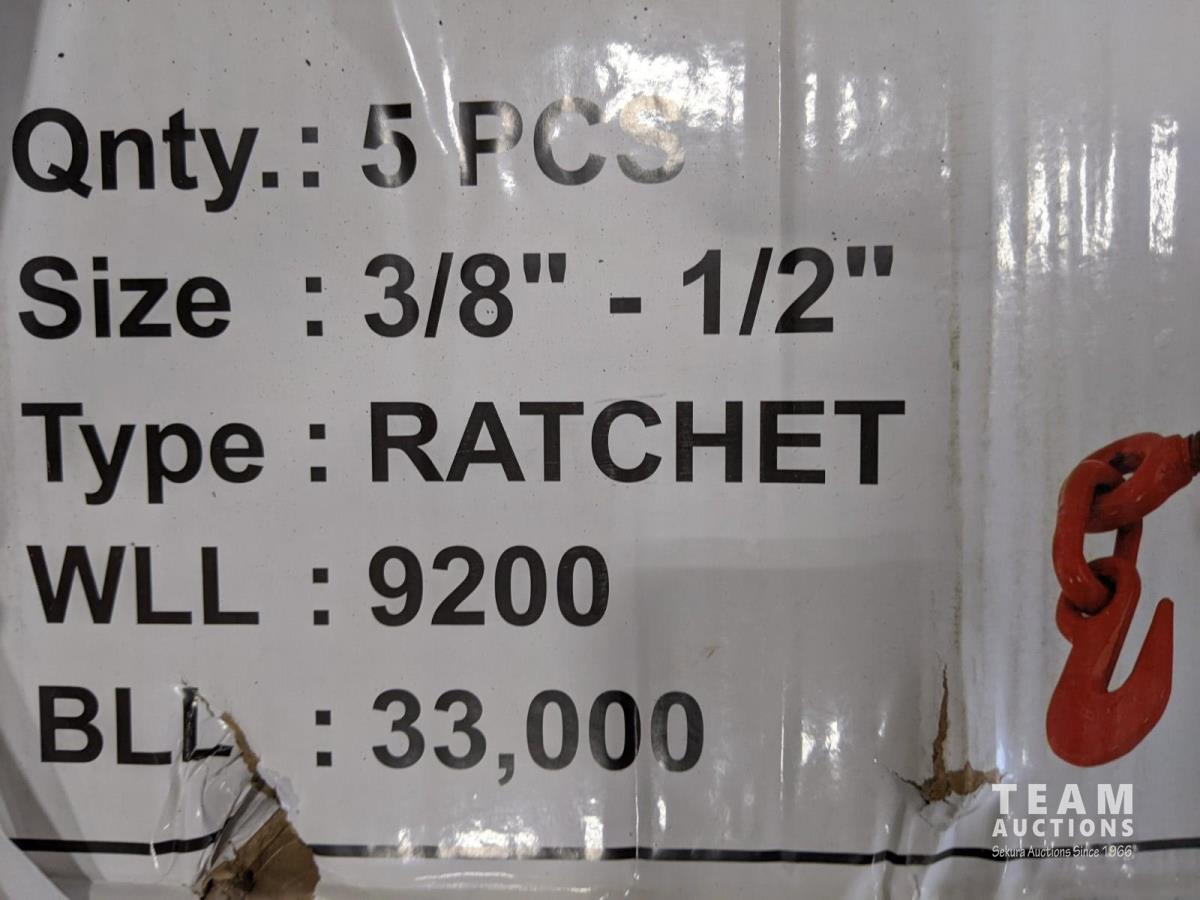 Qnty.: 5 PCS
Size : 3/8" - 1/2"
Type : RATCHET
WLL : 9200
BLL : 33,000
TEAM
AUCTIONS
Sekura Auctions Since 1966